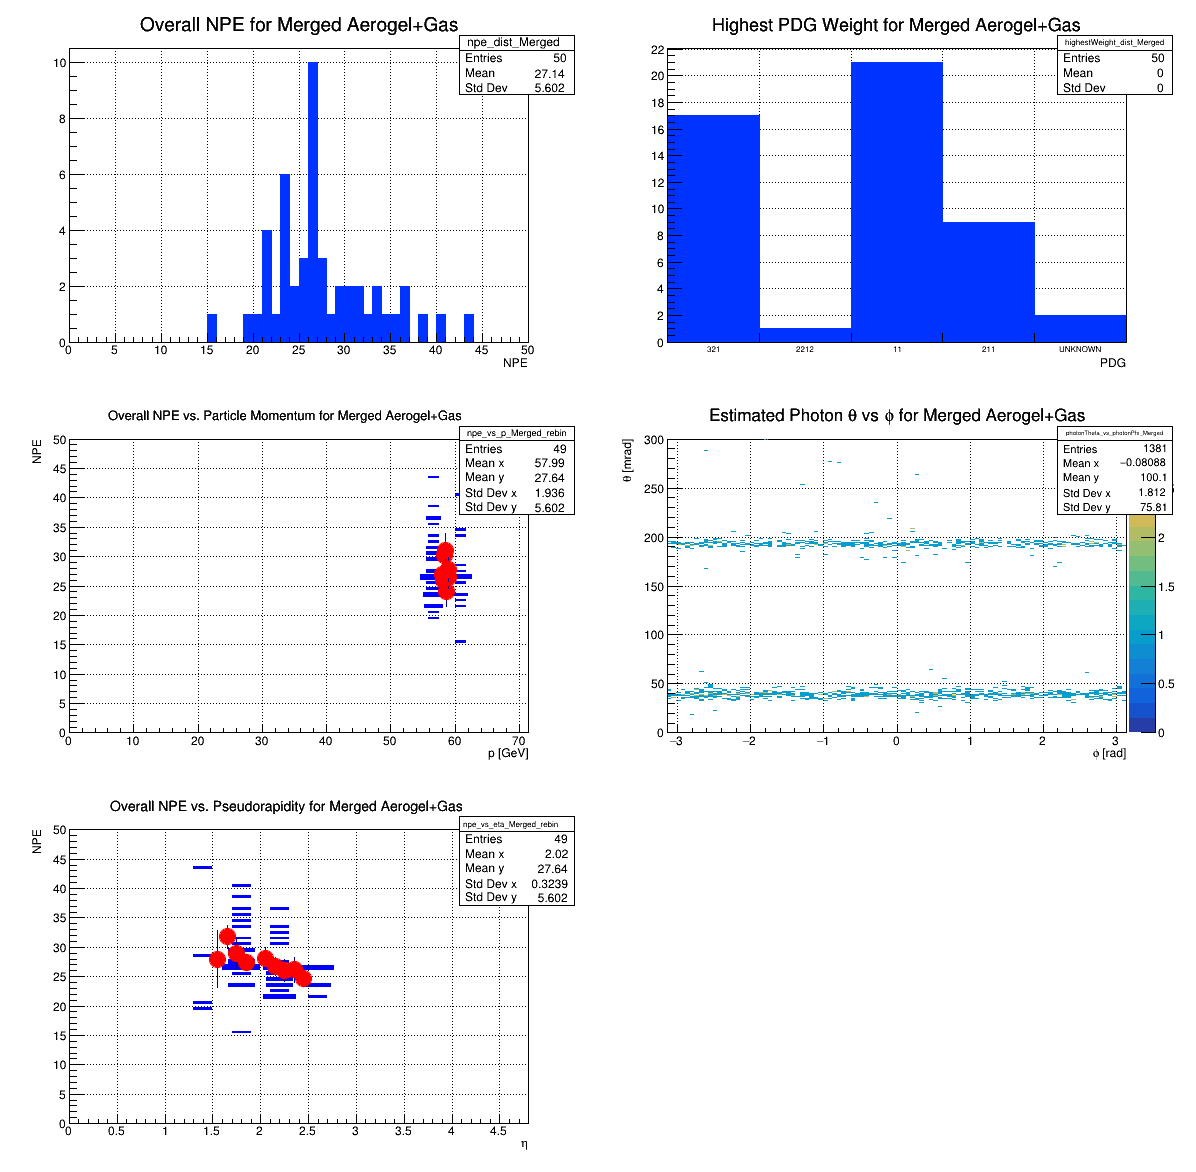 Overall NPE for Merged Aerogel+Gas
npe_dist_Merged
Entries 50
Mean 27.14
Std Dev 5.602
10
8
6
4
2
0
0 5 10 15 20 25 30 35 40 45 50
NPE
Highest PDG Weight for Merged Aerogel+Gas
highestWeight_dist_Merged
Entries 50
Mean 0
Std Dev 0
22
20
18
16
14
12
10
8
6
4
2
0
321 2212 11 211 UNKNOWN
PDG
Overall NPE vs. Particle Momentum for Merged Aerogel+Gas
npe_vs_p_Merged_rebin
Entries 49
Mean x 57.99
Mean y 27.64
Std Dev x 1.936
Std Dev y 5.602
NPE
50
45
40
35
30
25
20
15
10
5
0
0 10 20 30 40 50 60 70
p [GeV]
Estimated Photon θ vs ϕ for Merged Aerogel+Gas
photonTheta_vs_photonPhi_Merged
Entries 1381
Mean x −0.08088
Mean y 100.1
Std Dev x 1.812
Std Dev y 75.81
θ [mrad]
300
250
200
150
100
50
0
−3 −2 −1 0 1 2 3
ϕ [rad]
2
1.5
1
0.5
0
Overall NPE vs. Pseudorapidity for Merged Aerogel+Gas
npe_vs_eta_Merged_rebin
Entries 49
Mean x 2.02
Mean y 27.64
Std Dev x 0.3239
Std Dev y 5.602
NPE
50
45
40
35
30
25
20
15
10
5
0
0 0.5 1 1.5 2 2.5 3 3.5 4 4.5
η